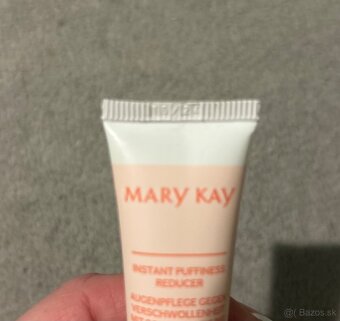 MARY KAY
INSTANT PUFFINESS
REDUCER
AUGENPFLEGE GEGEN
VERSCHWOLLENHEIT
© Bazos.sk